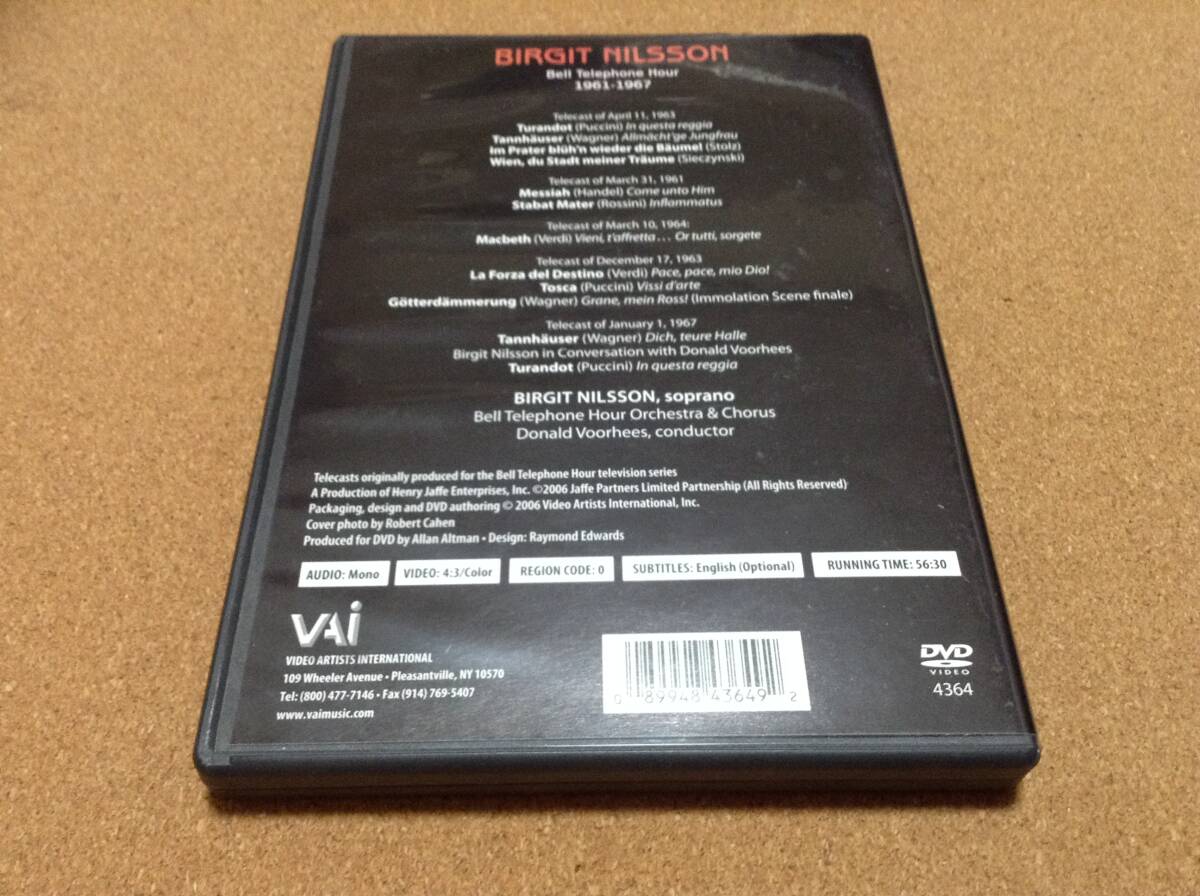 BIRGIT NILSSON
Bell Telephone Hour
1961-1967
Telecast of April 11, 1963
Turandot (Puccini) In questa reggia
Tannhäuser (Wagner) Allmächt'ge Jungfrau
Im Prater blüh'n wieder die Bäume! (Stolz)
Wien, du Stadt meiner Träume (Sieczynski)
Telecast of March 31, 1961
Messiah (Handel) Come unto Him
Stabat Mater (Rossini) Inflammatus
Telecast of March 10, 1964:
Macbeth (Verdi) Vieni, t'affretta... Or tutti, sorgete
Telecast of December 17, 1963
La Forza del Destino (Verdi) Pace, pace, mio Dio!
Tosca (Puccini) Vissi d'arte
Götterdämmerung (Wagner) Grane, mein Ross! (Immolation Scene finale)
Telecast of January 1, 1967
Tannhäuser (Wagner) Dich, teure Halle
Birgit Nilsson in Conversation with Donald Voorhees
Turandot (Puccini) In questa reggia
BIRGIT NILSSON, soprano
Bell Telephone Hour Orchestra & Chorus
Donald Voorhees, conductor
Telecasts originally produced for the Bell Telephone Hour television series
A Production of Henry Jaffe Enterprises, Inc. ©2006 Jaffe Partners Limited Partnership (All Rights Reserved)
Packaging, design and DVD authoring © 2006 Video Artists International, Inc.
Cover photo by Robert Cahen
Produced for DVD by Allan Altman • Design: Raymond Edwards
AUDIO: Mono VIDEO: 4:3/Color REGION CODE: 0 SUBTITLES: English (Optional) RUNNING TIME: 56:30
VAI
VIDEO ARTISTS INTERNATIONAL
109 Wheeler Avenue • Pleasantville, NY 10570
Tel: (800) 477-7146 • Fax (914) 769-5407
www.vaimusic.com
0 89948 43649 2
DVD
VIDEO
4364